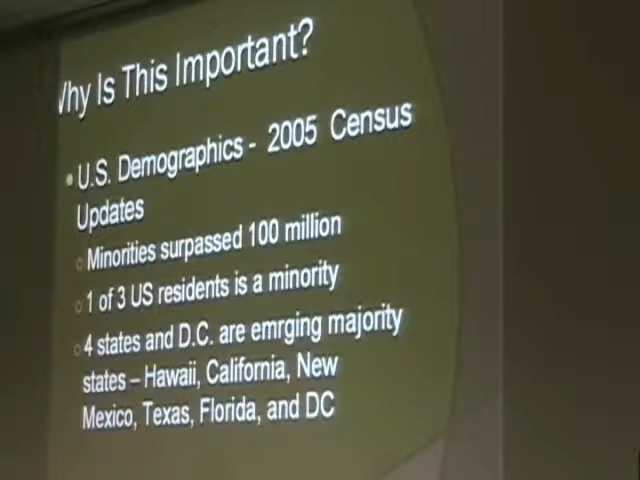 Why Is This Important?
U.S. Demographics - 2005 Census
Updates
Minorities surpassed 100 million
1 of 3 US residents is a minority
4 states and D.C. are emrging majority
states – Hawaii, California, New
Mexico, Texas, Florida, and DC